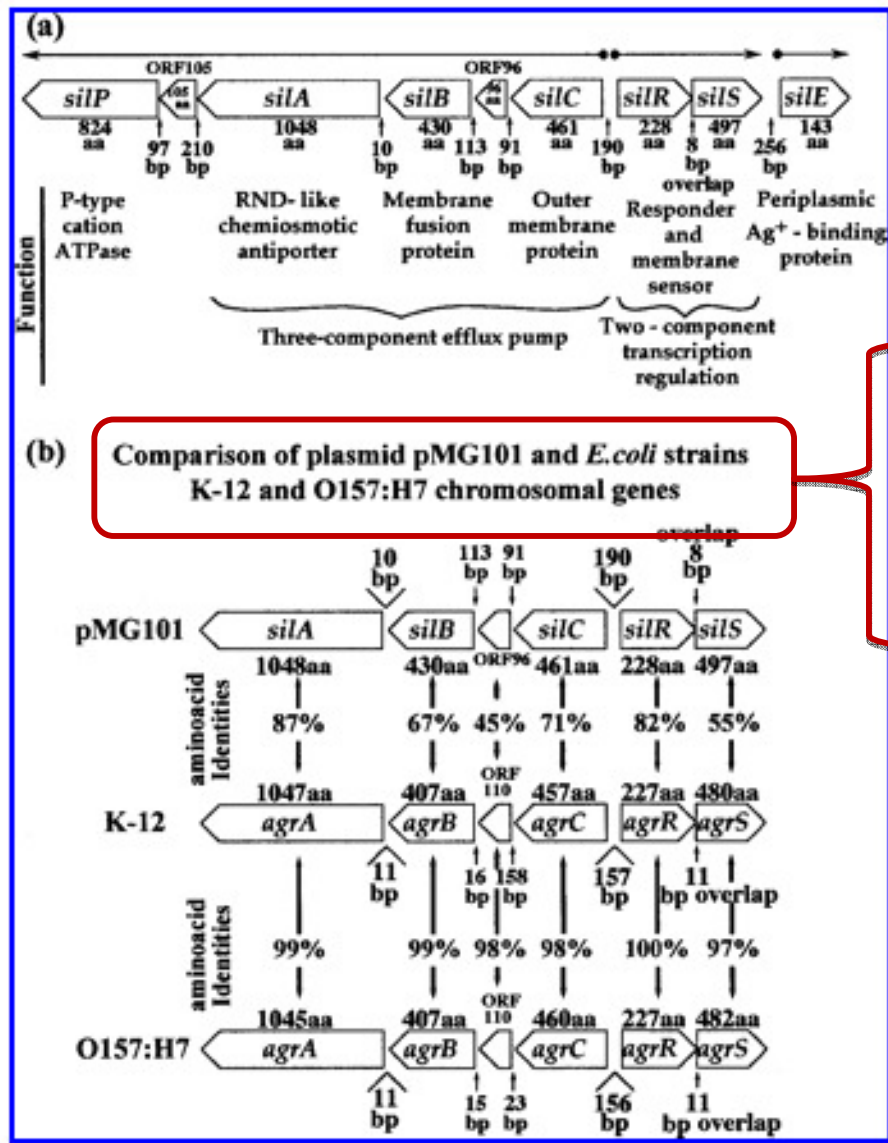 (a)
ORF105 ORF96
silP 105 aa silA silB 96 aa silC silR silS silE
824 aa 1048 aa 430 aa 461 aa 228 aa 497 aa 143 aa
97 bp 210 bp 10 bp 113 bp 91 bp 190 bp 8 bp 256 bp
overlap
Function
P-type
cation
ATPase
RND- like
chemiosmotic
antiporter
Membrane
fusion
protein
Outer
membrane
protein
Responder
and
membrane
sensor
Periplasmic
Ag+ - binding
protein
Three-component efflux pump
Two - component
transcription
regulation
(b) Comparison of plasmid pMG101 and E.coli strains
K-12 and O157:H7 chromosomal genes
overlap
10 bp 113 bp 91 bp 190 bp 8 bp
pMG101 silA silB silC silR silS
1048aa 430aa ORF96 461aa 228aa 497aa
aminoacid
Identities
87% 67% 45% 71% 82% 55%
ORF
1047aa 407aa 110 457aa 227aa 480aa
K-12 agrA agrB agrC agrR agrS
11 bp 16 bp 158 bp 157 bp 11 bp overlap
aminoacid
Identities
99% 99% 98% 98% 100% 97%
ORF
1045aa 407aa 110 460aa 227aa 482aa
O157:H7 agrA agrB agrC agrR agrS
11 bp 15 bp 23 bp 156 bp 11 bp overlap